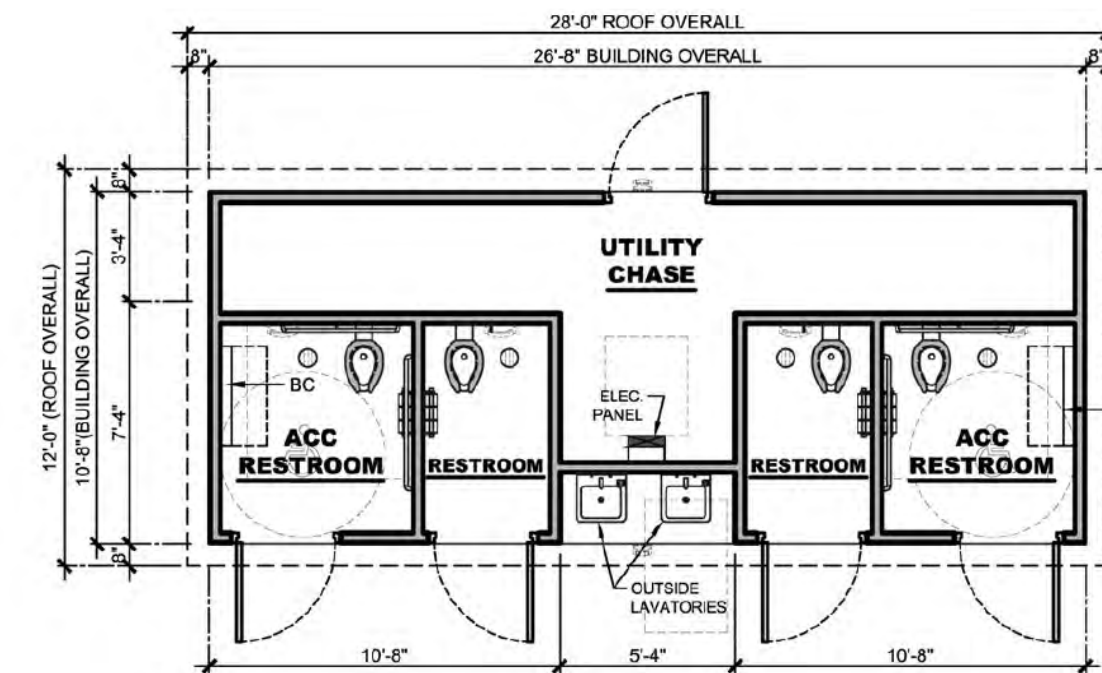 28'-0" ROOF OVERALL
8"
26'-8" BUILDING OVERALL
8"
8"
3'-4"
7'-4"
8"
10'-8"(BUILDING OVERALL)
12'-0" (ROOF OVERALL)
UTILITY
CHASE
BC
ELEC.
PANEL
ACC
RESTROOM
RESTROOM
RESTROOM
ACC
RESTROOM
OUTSIDE
LAVATORIES
10'-8"
5'-4"
10'-8"